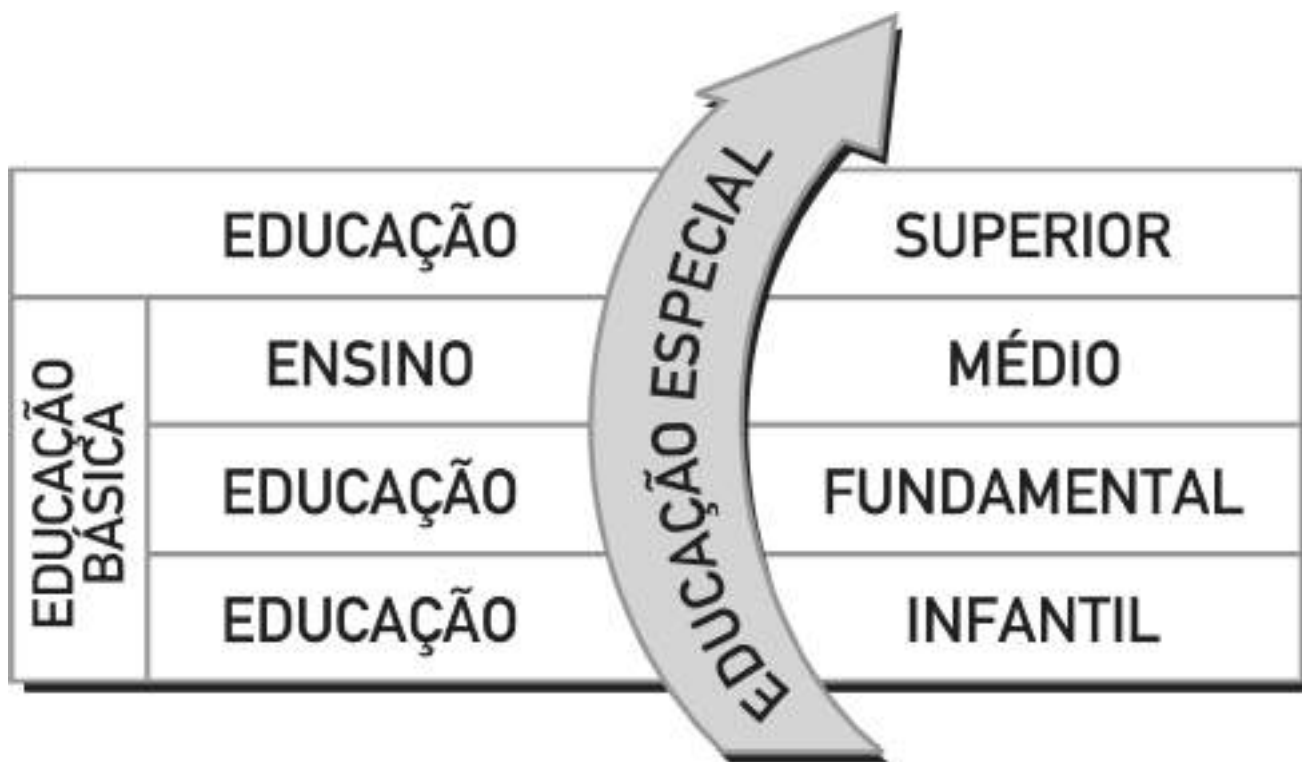 EDUCAÇÃO SUPERIOR
EDUCAÇÃO
BÁSICA
ENSINO MÉDIO
EDUCAÇÃO FUNDAMENTAL
EDUCAÇÃO INFANTIL
EDUCAÇÃO ESPECIAL